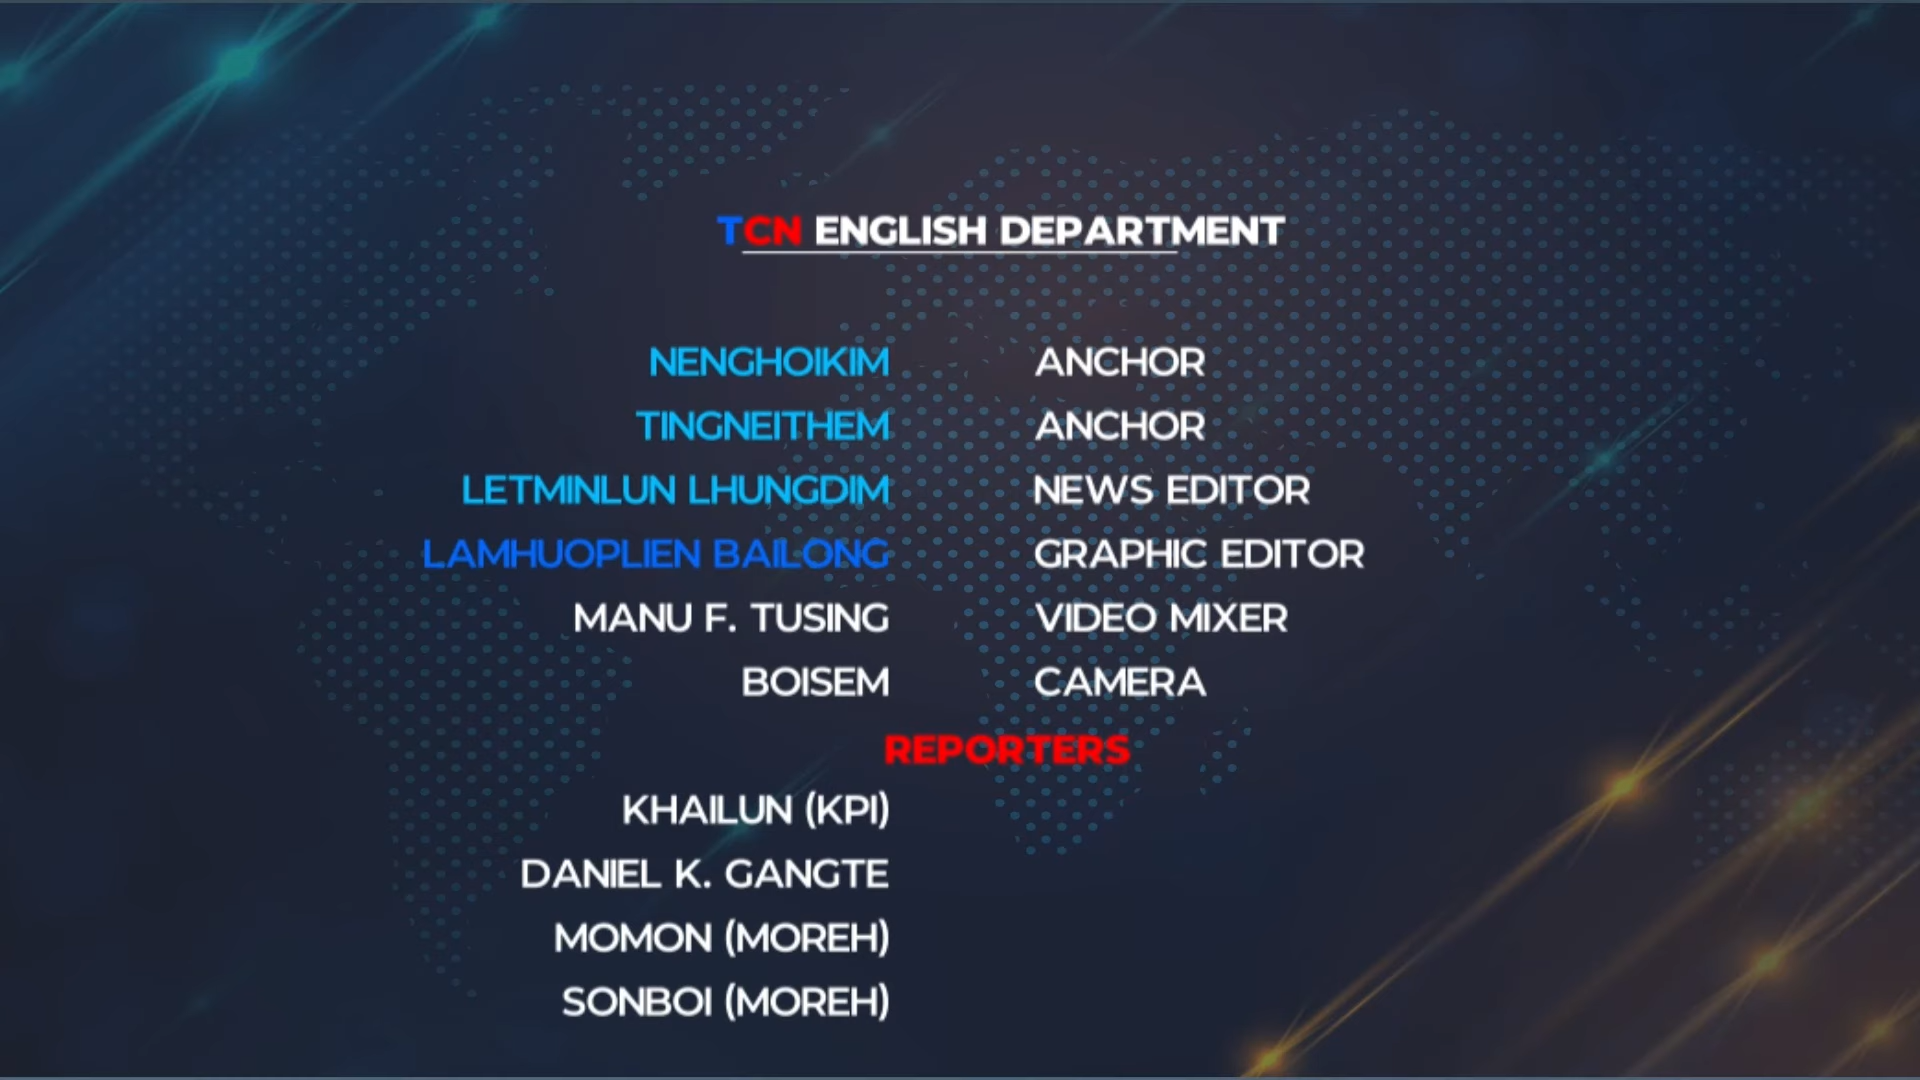 TCN ENGLISH DEPARTMENT
NENGHOIKIM ANCHOR
TINGNEITHEM ANCHOR
LETMINLUN LHUNGDIM NEWS EDITOR
LAMHUOPLIEN BAILONG GRAPHIC EDITOR
MANU F. TUSING VIDEO MIXER
BOISEM CAMERA
REPORTERS
KHAILUN (KPI)
DANIEL K. GANGTE
MOMON (MOREH)
SONBOI (MOREH)